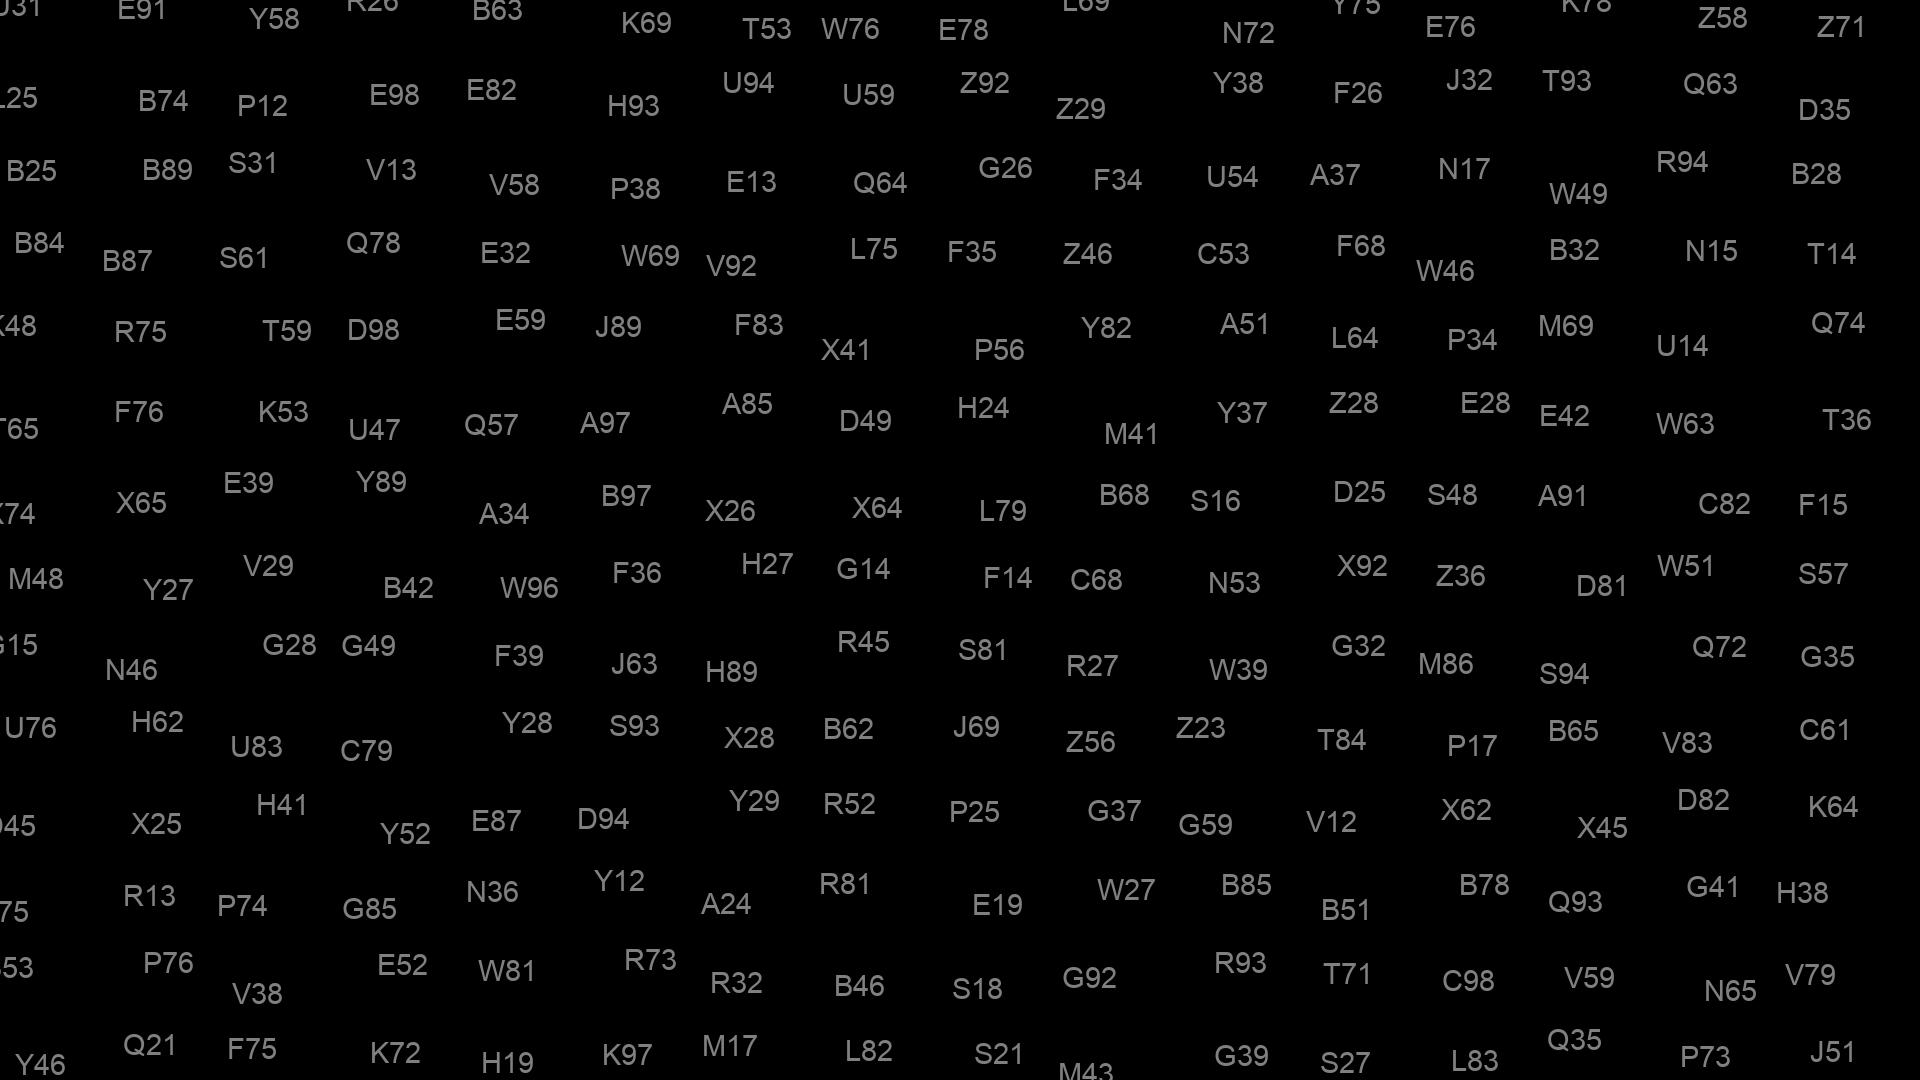 E91 Y58 R26 B63 K69 T53 W76 E78 L69 N72 Y75 E76 K78 Z58 Z71
B74 P12 E98 E82 H93 U94 U59 Z92 Z29 Y38 F26 J32 T93 Q63 D35
B25 B89 S31 V13 V58 P38 E13 Q64 G26 F34 U54 A37 N17 W49 R94 B28
B84 B87 S61 Q78 E32 W69 V92 L75 F35 Z46 C53 F68 W46 B32 N15 T14
K48 R75 T59 D98 E59 J89 F83 X41 P56 Y82 A51 L64 P34 M69 U14 Q74
T65 F76 K53 U47 Q57 A97 A85 D49 H24 M41 Y37 Z28 E28 E42 W63 T36
X65 E39 Y89 A34 B97 X26 X64 L79 B68 S16 D25 S48 A91 C82 F15
M48 Y27 V29 B42 W96 F36 H27 G14 F14 C68 N53 X92 Z36 D81 W51 S57
G15 N46 G28 G49 F39 J63 H89 R45 S81 R27 W39 G32 M86 S94 Q72 G35
U76 H62 U83 C79 Y28 S93 X28 B62 J69 Z56 Z23 T84 P17 B65 V83 C61
X25 H41 Y52 E87 D94 Y29 R52 P25 G37 G59 V12 X62 X45 D82 K64
R13 P74 G85 N36 Y12 A24 R81 E19 W27 B85 B51 B78 Q93 G41 H38
P76 V38 E52 W81 R73 R32 B46 S18 G92 R93 T71 C98 V59 N65 V79
Y46 Q21 F75 K72 H19 K97 M17 L82 S21 M43 G39 S27 L83 Q35 P73 J51